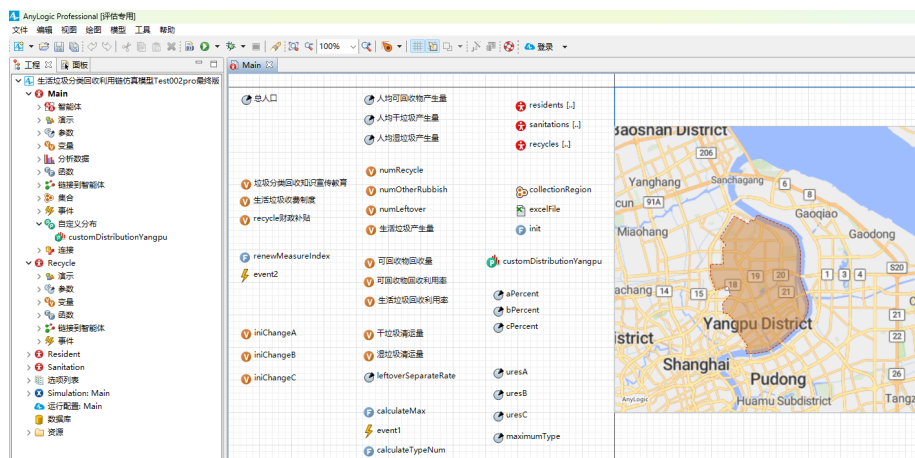 AnyLogic Professional [评估专用]
文件 编辑 视图 绘图 模型 工具 帮助
100%
登录
工程 面板
Main
生活垃圾分类回收利用链仿真模型Test002pro最终版
Main
智能体
演示
参数
变量
分析数据
函数
链接到智能体
集合
事件
自定义分布
customDistributionYangpu
连接
Recycle
演示
参数
变量
函数
链接到智能体
事件
Resident
Sanitation
选项列表
Simulation: Main
运行配置: Main
数据库
资源
总人口
垃圾分类回收知识宣传教育
生活垃圾收费制度
recycle财政补贴
renewMeasureIndex
event2
iniChangeA
iniChangeB
iniChangeC
人均可回收物产生量
人均干垃圾产生量
人均湿垃圾产生量
numRecycle
numOtherRubbish
numLeftover
生活垃圾产生量
可回收物回收量
可回收物回收利用率
生活垃圾回收利用率
干垃圾清运量
湿垃圾清运量
leftoverSeparateRate
calculateMax
event1
calculateTypeNum
residents [..]
sanitations [..]
recycles [..]
collectionRegion
excelFile
init
customDistributionYangpu
aPercent
bPercent
cPercent
uresA
uresB
uresC
maximumType
Baoshan District
206
Yanghang
Sanchagang
6
8
cun
91A
Gaoqiao
Miaohang
Gaodong
S20
19
20
1
3
4
achang
14
15
18
21
21
Yangpu District
22
istrict
Shanghai
Pudong
26
AnyLogic
Huamu Subdistrict
Tangz